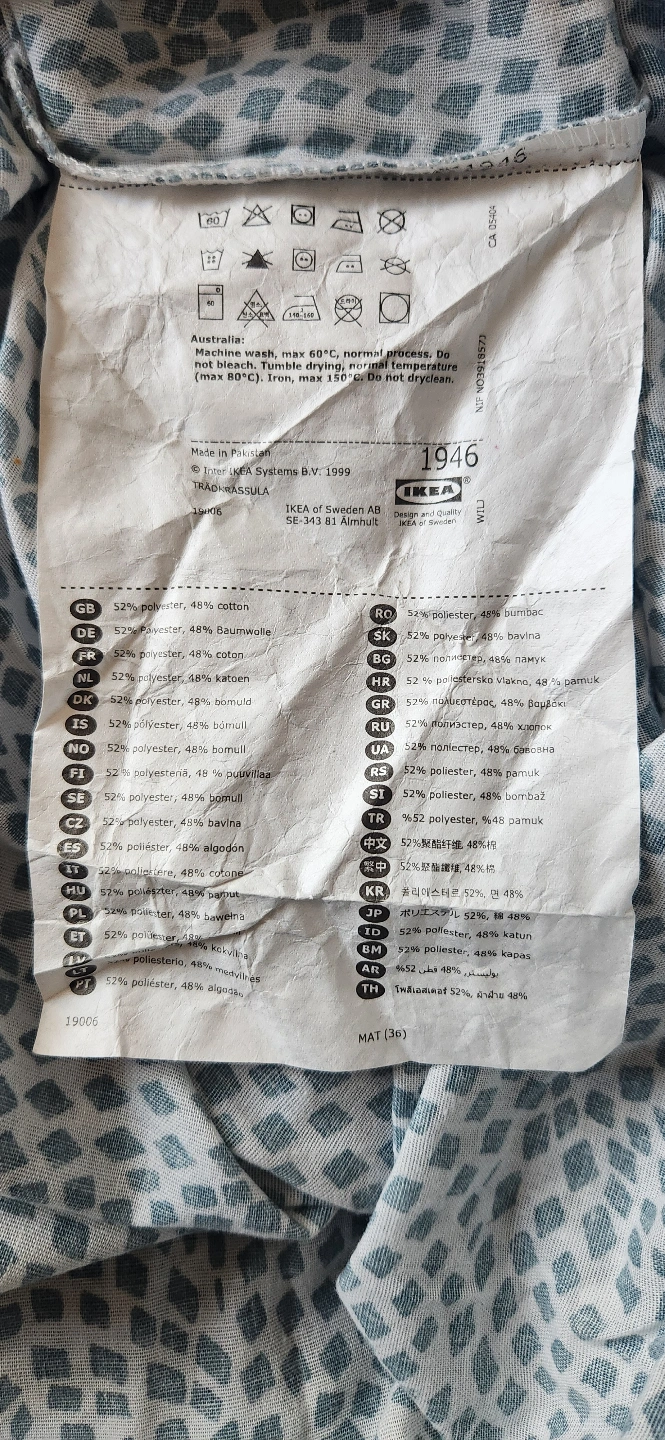 1946
60
60
140-160
드라이
CA 05404
Australia:
Machine wash, max 60°C, normal process. Do
not bleach. Tumble drying, normal temperature
(max 80°C). Iron, max 150°C. Do not dryclean.
Made in Pakistan
© Inter IKEA Systems B.V. 1999
TRÄDKRASSULA
19006
IKEA of Sweden AB
SE-343 81 Älmhult
1946
IKEA®
Design and Quality
IKEA of Sweden
GB 52% polyester, 48% cotton
DE 52% Polyester, 48% Baumwolle
FR 52% polyester, 48% coton
NL 52% polyester, 48% katoen
DK 52% polyester, 48% bomuld
IS 52% pólýester, 48% bómull
NO 52% polyester, 48% bomull
FI 52 % polyesteriä, 48 % puuvillaa
SE 52% polyester, 48% bomull
CZ 52% polyester, 48% bavlna
ES 52% poliéster, 48% algodón
IT 52% poliestere, 48% cotone
HU 52% poliészter, 48% pamut
PL 52% poliester, 48% bawełna
ET 52% polüester, 48%
48% kokvilna
LT poliesterio, 48% medvilnės
PT 52% poliéster, 48% algodão
RO 52% poliester, 48% bumbac
SK 52% polyester, 48% bavlna
BG 52% полиестер, 48% памук
HR 52 % poliestersko vlakno, 48 % pamuk
GR 52% πολυεστέρας, 48% βαμβάκι
RU 52% полиэстер, 48% хлопок
UA 52% поліестер, 48% бавовна
RS 52% poliester, 48% pamuk
SI 52% poliester, 48% bombaž
TR %52 polyester, %48 pamuk
中文 52%聚酯纤维, 48%棉
繁中 52%聚酯纖維, 48%棉
KR 폴리에스테르 52%, 면 48%
JP ポリエステル 52%, 綿 48%
ID 52% poliester, 48% katun
BM 52% poliester, 48% kapas
AR %52 بوليستر, 48% قطن
TH โพลีเอสเตอร์ 52%, ผ้าฝ้าย 48%
19006
MAT (36)